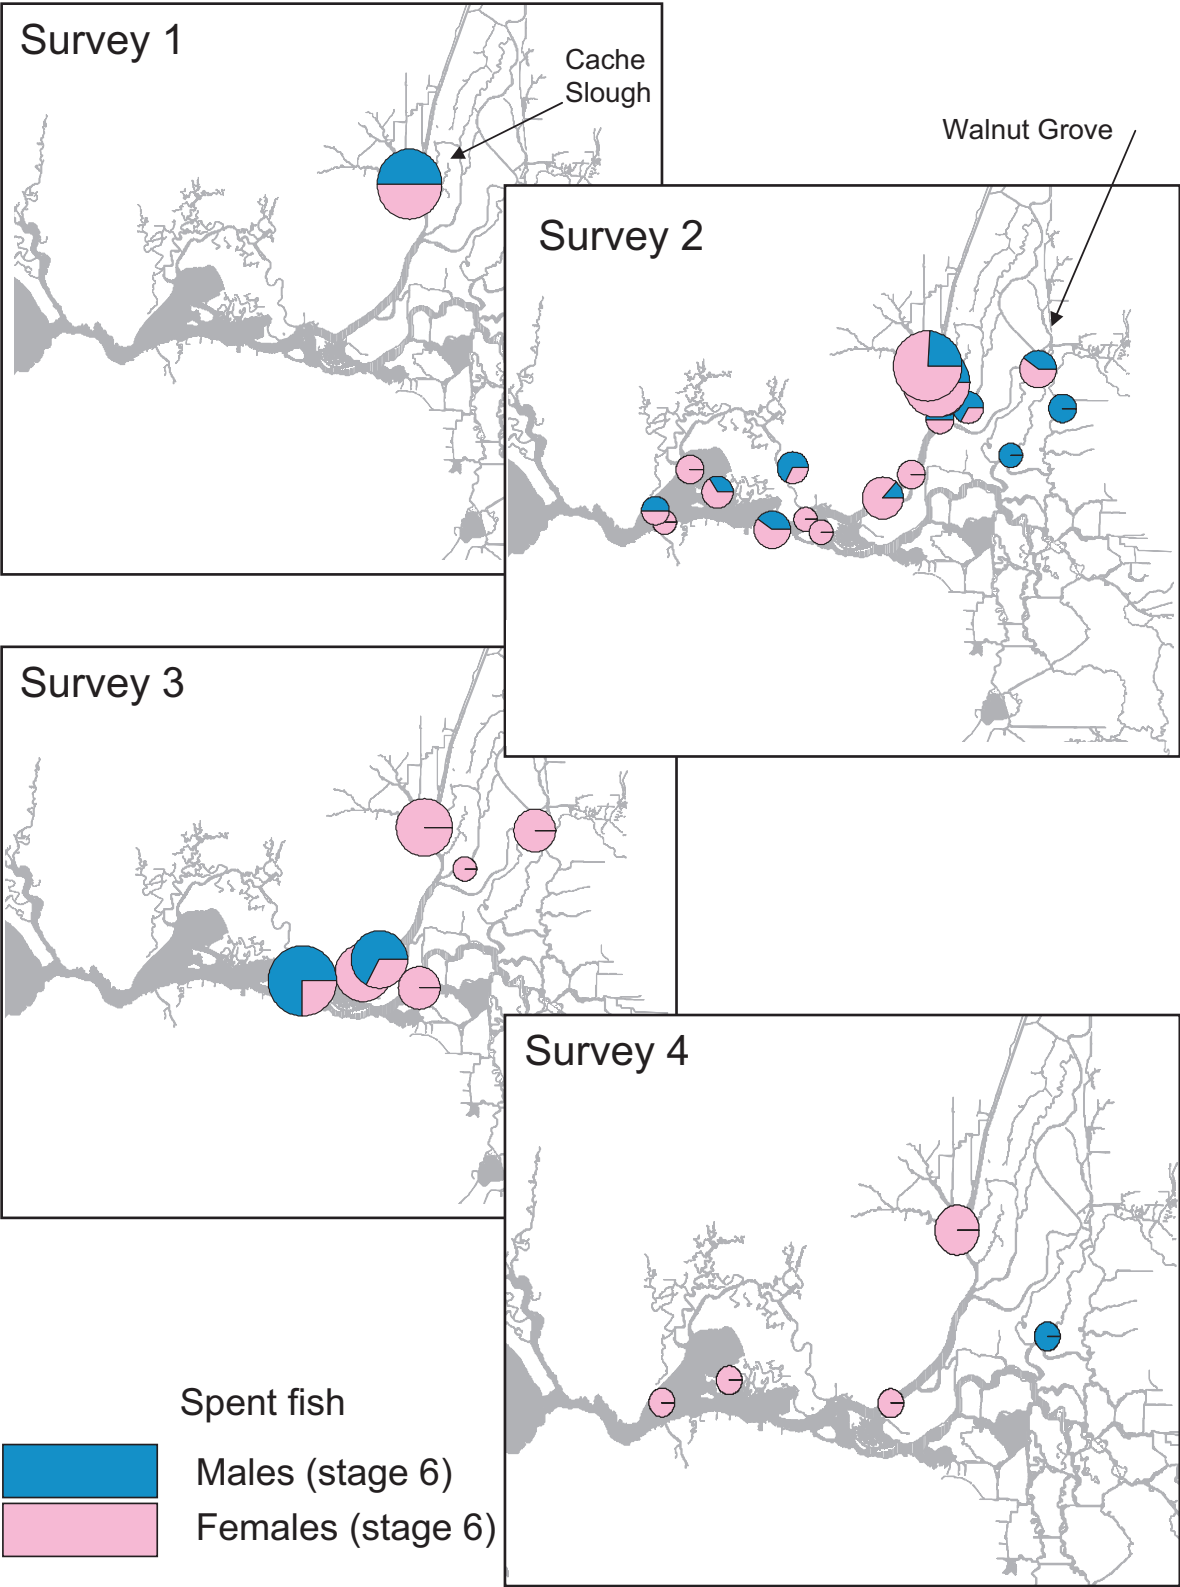 Survey 1
Cache
Slough
Walnut Grove
Survey 2
Survey 3
Survey 4
Spent fish
Males (stage 6)
Females (stage 6)